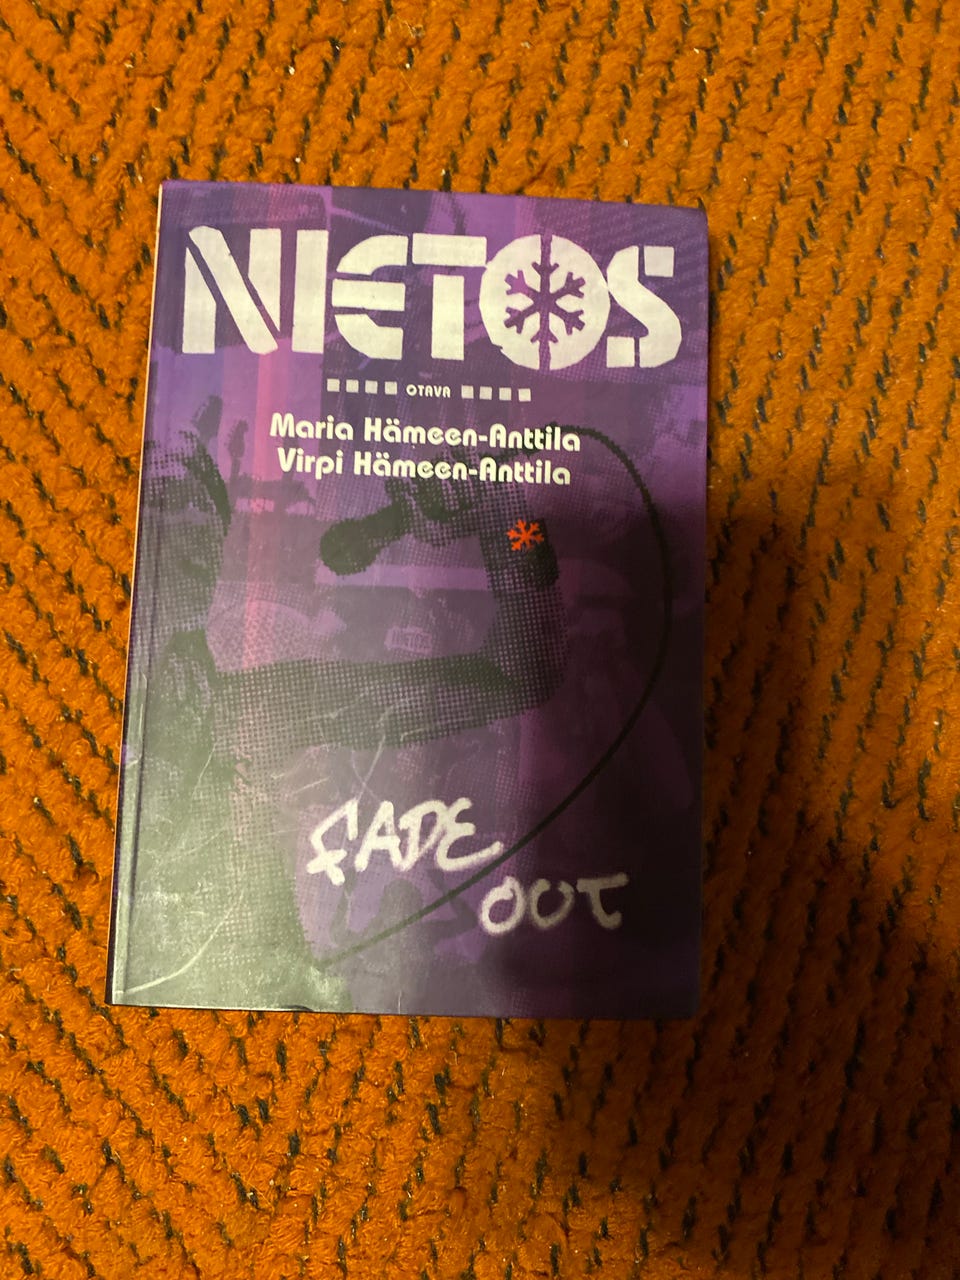 NIETOS
OTAVA
Maria Hämeen-Anttila
Virpi Hämeen-Anttila
FADE
OUT